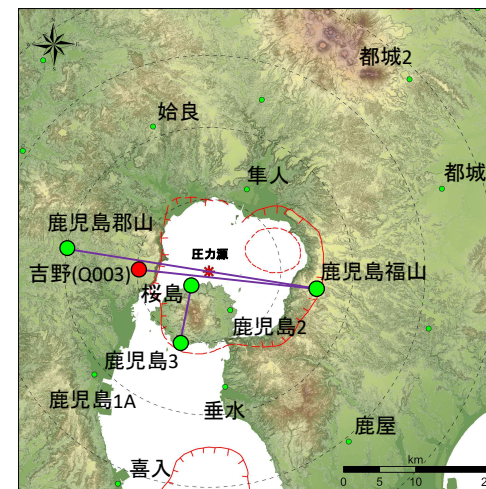 都城2
姶良
都城
隼人
鹿児島郡山
圧力源
吉野(Q003)
鹿児島福山
桜島
鹿児島2
鹿児島3
鹿児島1A
垂水
鹿屋
喜入
km
0 5 10 2